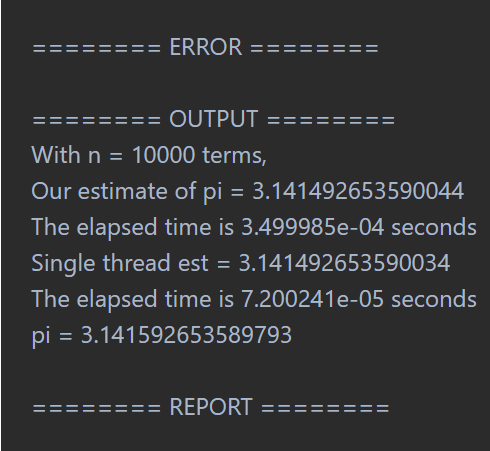 ======== ERROR ========
======== OUTPUT ========
With n = 10000 terms,
Our estimate of pi = 3.141492653590044
The elapsed time is 3.499985e-04 seconds
Single thread est = 3.141492653590034
The elapsed time is 7.200241e-05 seconds
pi = 3.141592653589793
======== REPORT ========